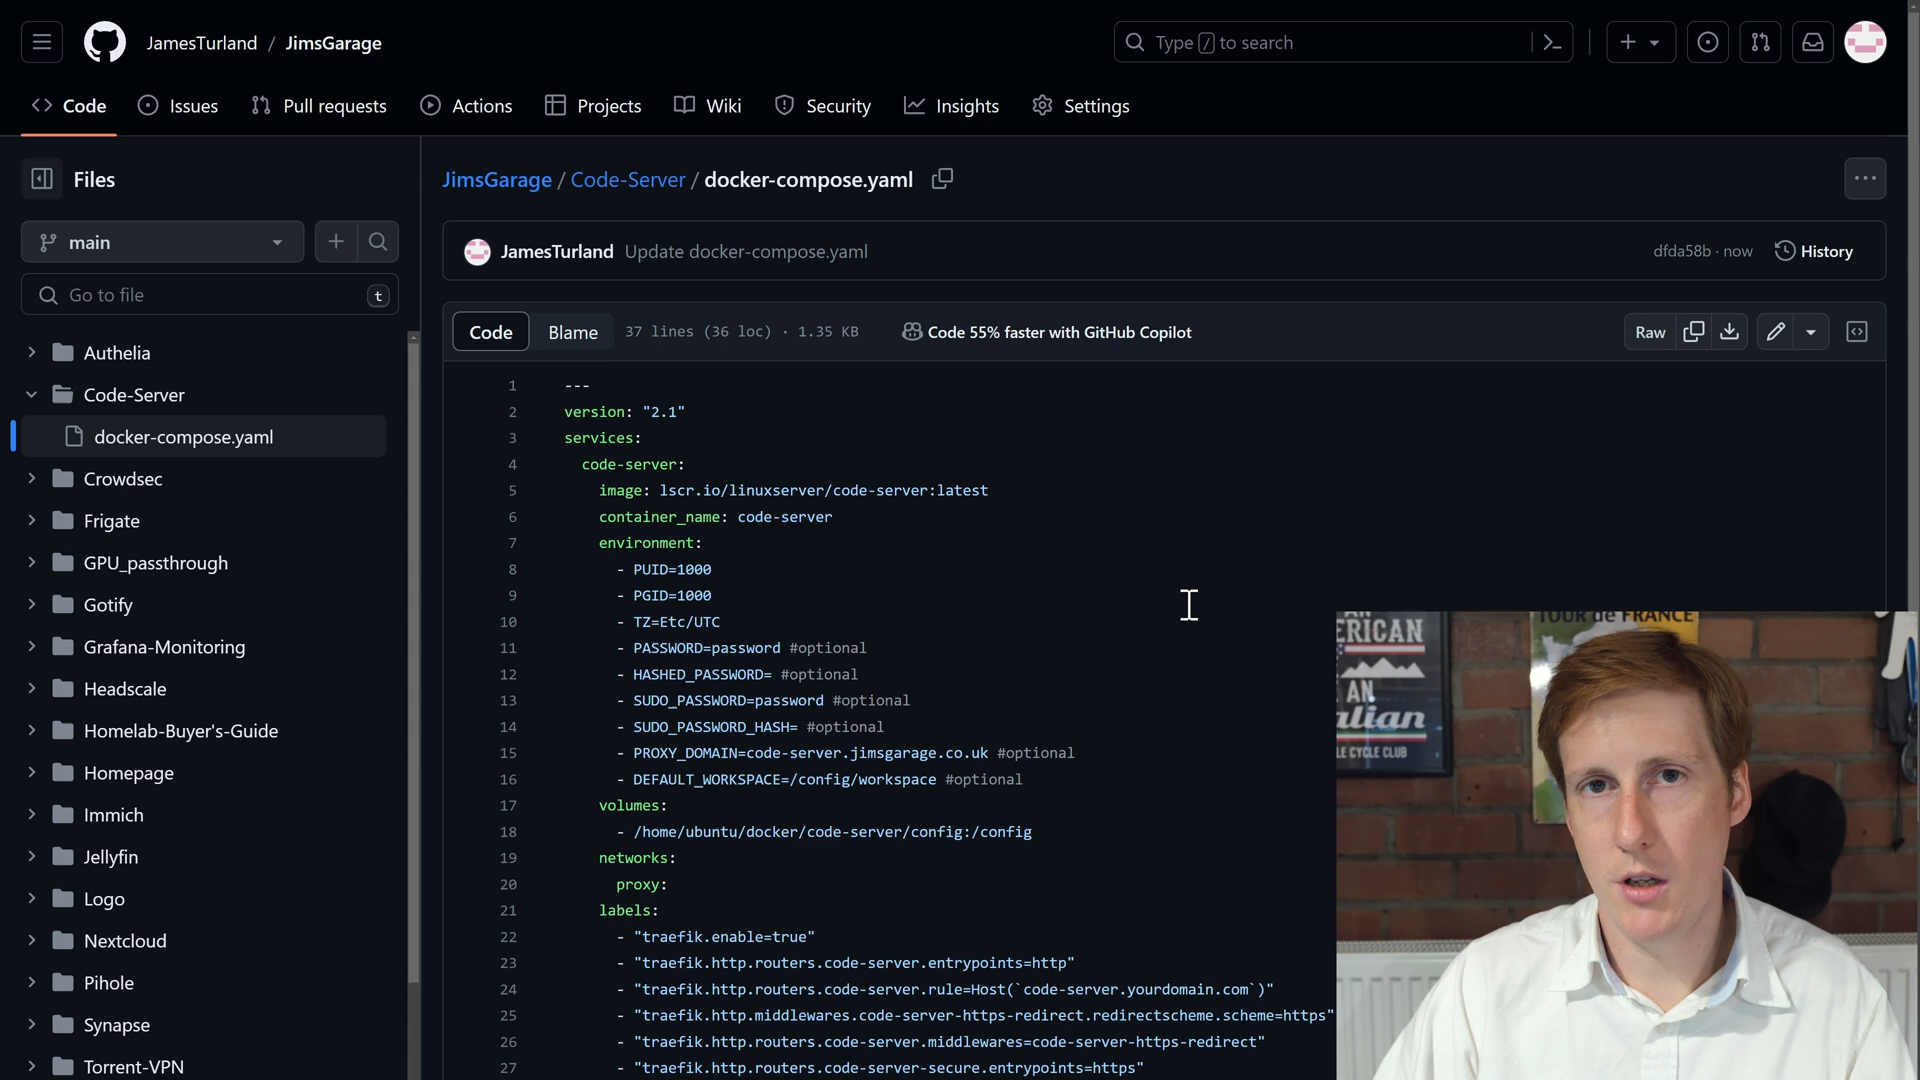 JamesTurland / JimsGarage
Type / to search
Code
Issues
Pull requests
Actions
Projects
Wiki
Security
Insights
Settings
Files
main
Go to file
t
Authelia
Code-Server
docker-compose.yaml
Crowdsec
Frigate
GPU_passthrough
Gotify
Grafana-Monitoring
Headscale
Homelab-Buyer's-Guide
Homepage
Immich
Jellyfin
Logo
Nextcloud
Pihole
Synapse
Torrent-VPN
JimsGarage / Code-Server / docker-compose.yaml
JamesTurland Update docker-compose.yaml
dfda58b · now
History
Code
Blame
37 lines (36 loc) · 1.35 KB
Code 55% faster with GitHub Copilot
Raw
1 ---
2 version: "2.1"
3 services:
4 code-server:
5 image: lscr.io/linuxserver/code-server:latest
6 container_name: code-server
7 environment:
8 - PUID=1000
9 - PGID=1000
10 - TZ=Etc/UTC
11 - PASSWORD=password #optional
12 - HASHED_PASSWORD= #optional
13 - SUDO_PASSWORD=password #optional
14 - SUDO_PASSWORD_HASH= #optional
15 - PROXY_DOMAIN=code-server.jimsgarage.co.uk #optional
16 - DEFAULT_WORKSPACE=/config/workspace #optional
17 volumes:
18 - /home/ubuntu/docker/code-server/config:/config
19 networks:
20 proxy:
21 labels:
22 - "traefik.enable=true"
23 - "traefik.http.routers.code-server.entrypoints=http"
24 - "traefik.http.routers.code-server.rule=Host(`code-server.yourdomain.com`)"
25 - "traefik.http.middlewares.code-server-https-redirect.redirectscheme.scheme=https"
26 - "traefik.http.routers.code-server.middlewares=code-server-https-redirect"
27 - "traefik.http.routers.code-server-secure.entrypoints=https"
TOUR de FRANCE
ERICAN
AN
alian
LE CYCLE CLUB